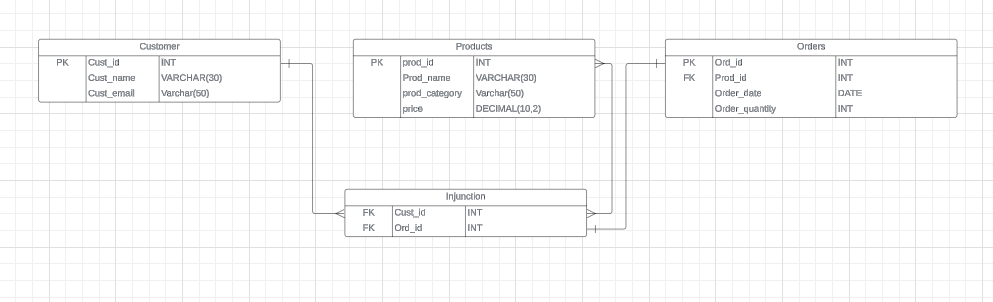 Customer
PK Cust_id INT
Cust_name VARCHAR(30)
Cust_email Varchar(50)
Products
PK prod_id INT
Prod_name VARCHAR(30)
prod_category Varchar(50)
price DECIMAL(10,2)
Orders
PK Ord_id INT
FK Prod_id INT
Order_date DATE
Order_quantity INT
Injunction
FK Cust_id INT
FK Ord_id INT